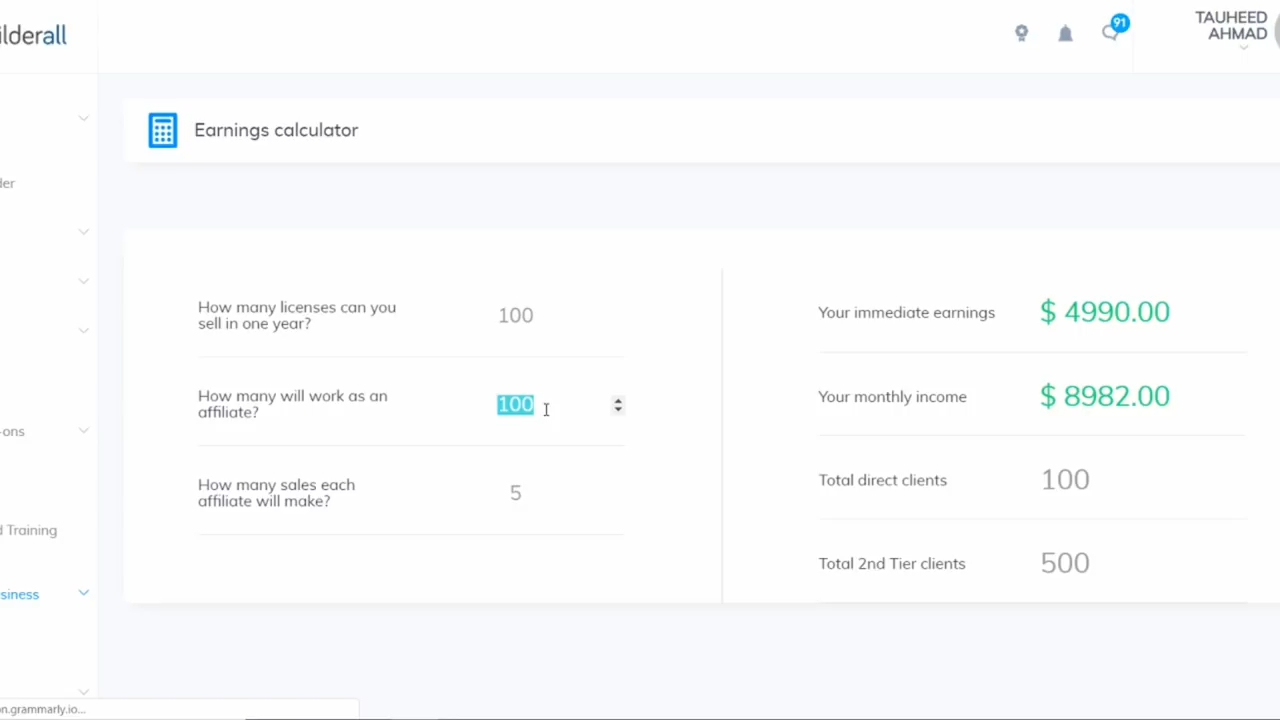 ilderall
91
TAUHEED
AHMAD
Earnings calculator
der
-ons
d Training
siness
How many licenses can you
sell in one year?
100
How many will work as an
affiliate?
100
How many sales each
affiliate will make?
5
Your immediate earnings
$ 4990.00
Your monthly income
$ 8982.00
Total direct clients
100
Total 2nd Tier clients
500
n.grammarly.io...